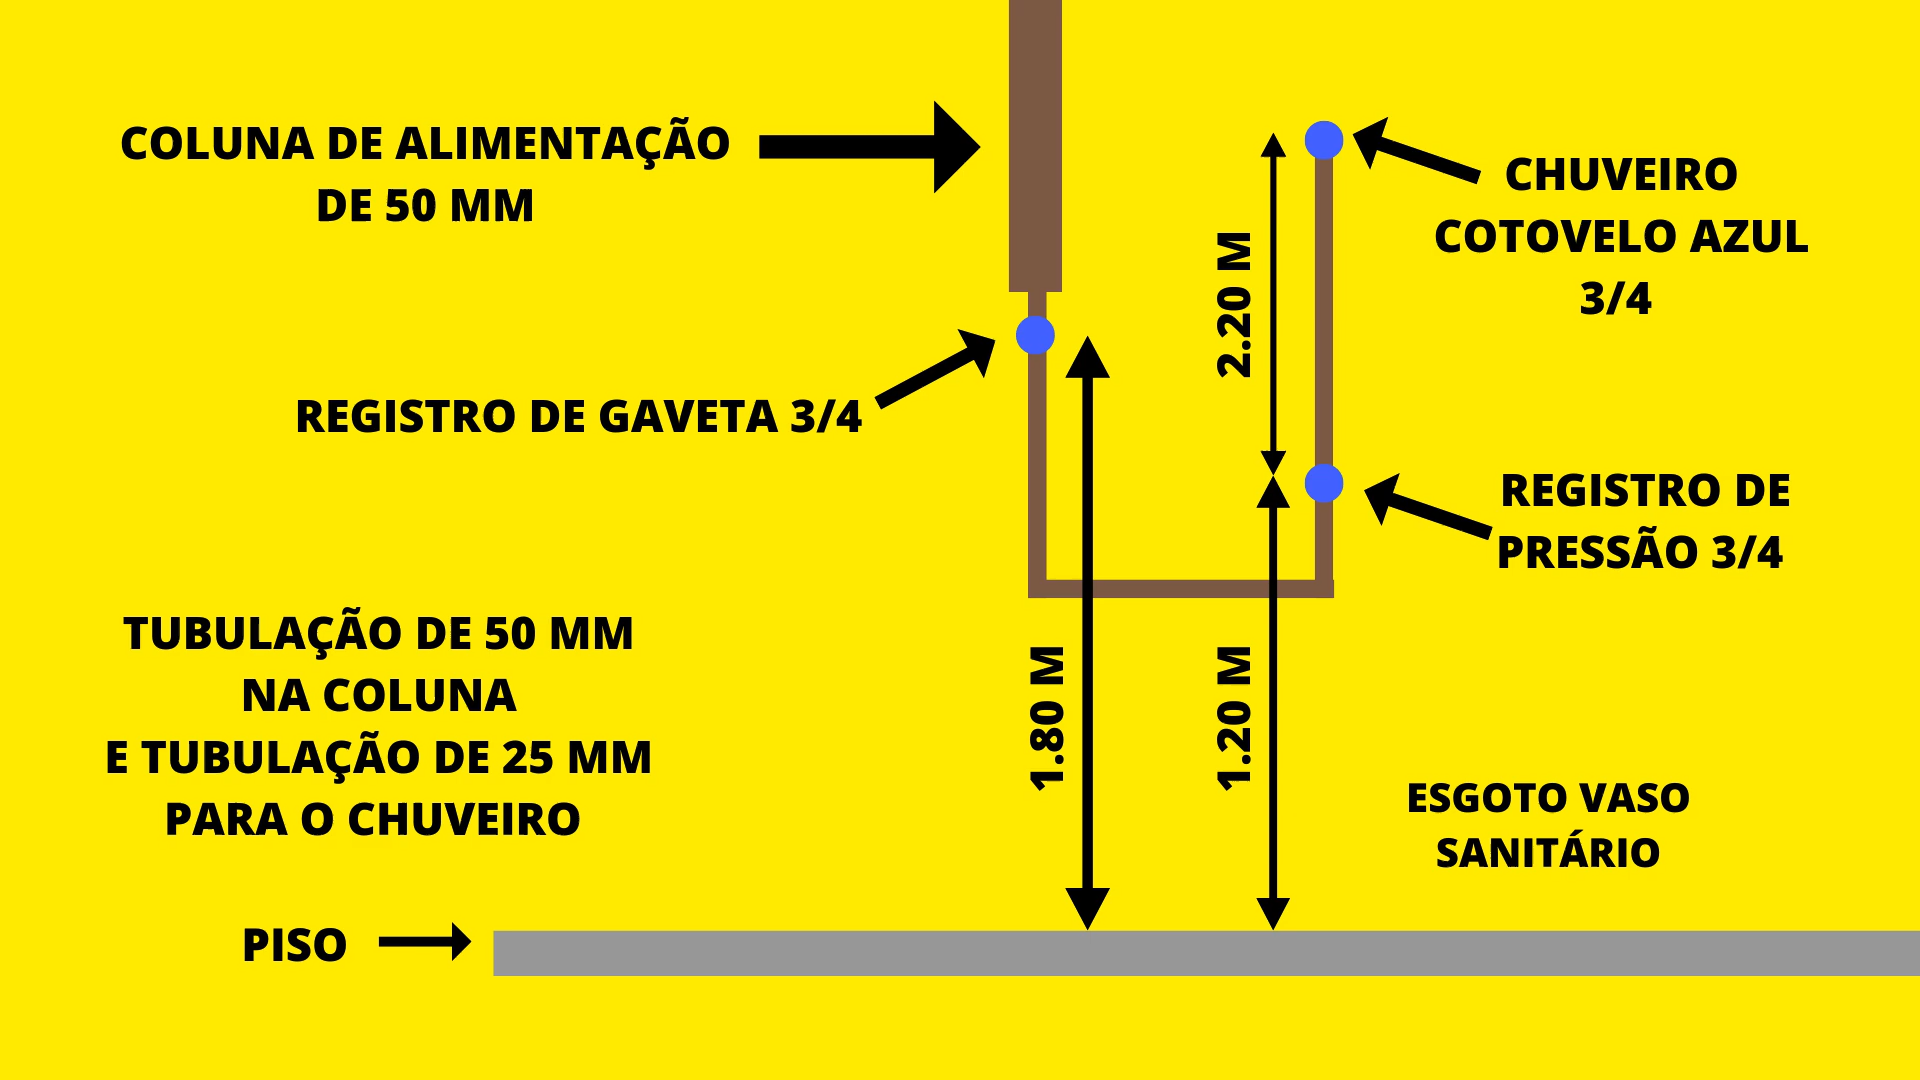 COLUNA DE ALIMENTAÇÃO
DE 50 MM
CHUVEIRO
COTOVELO AZUL
3/4
2.20 M
REGISTRO DE GAVETA 3/4
REGISTRO DE
PRESSÃO 3/4
TUBULAÇÃO DE 50 MM
NA COLUNA
E TUBULAÇÃO DE 25 MM
PARA O CHUVEIRO
1.80 M
1.20 M
ESGOTO VASO
SANITÁRIO
PISO